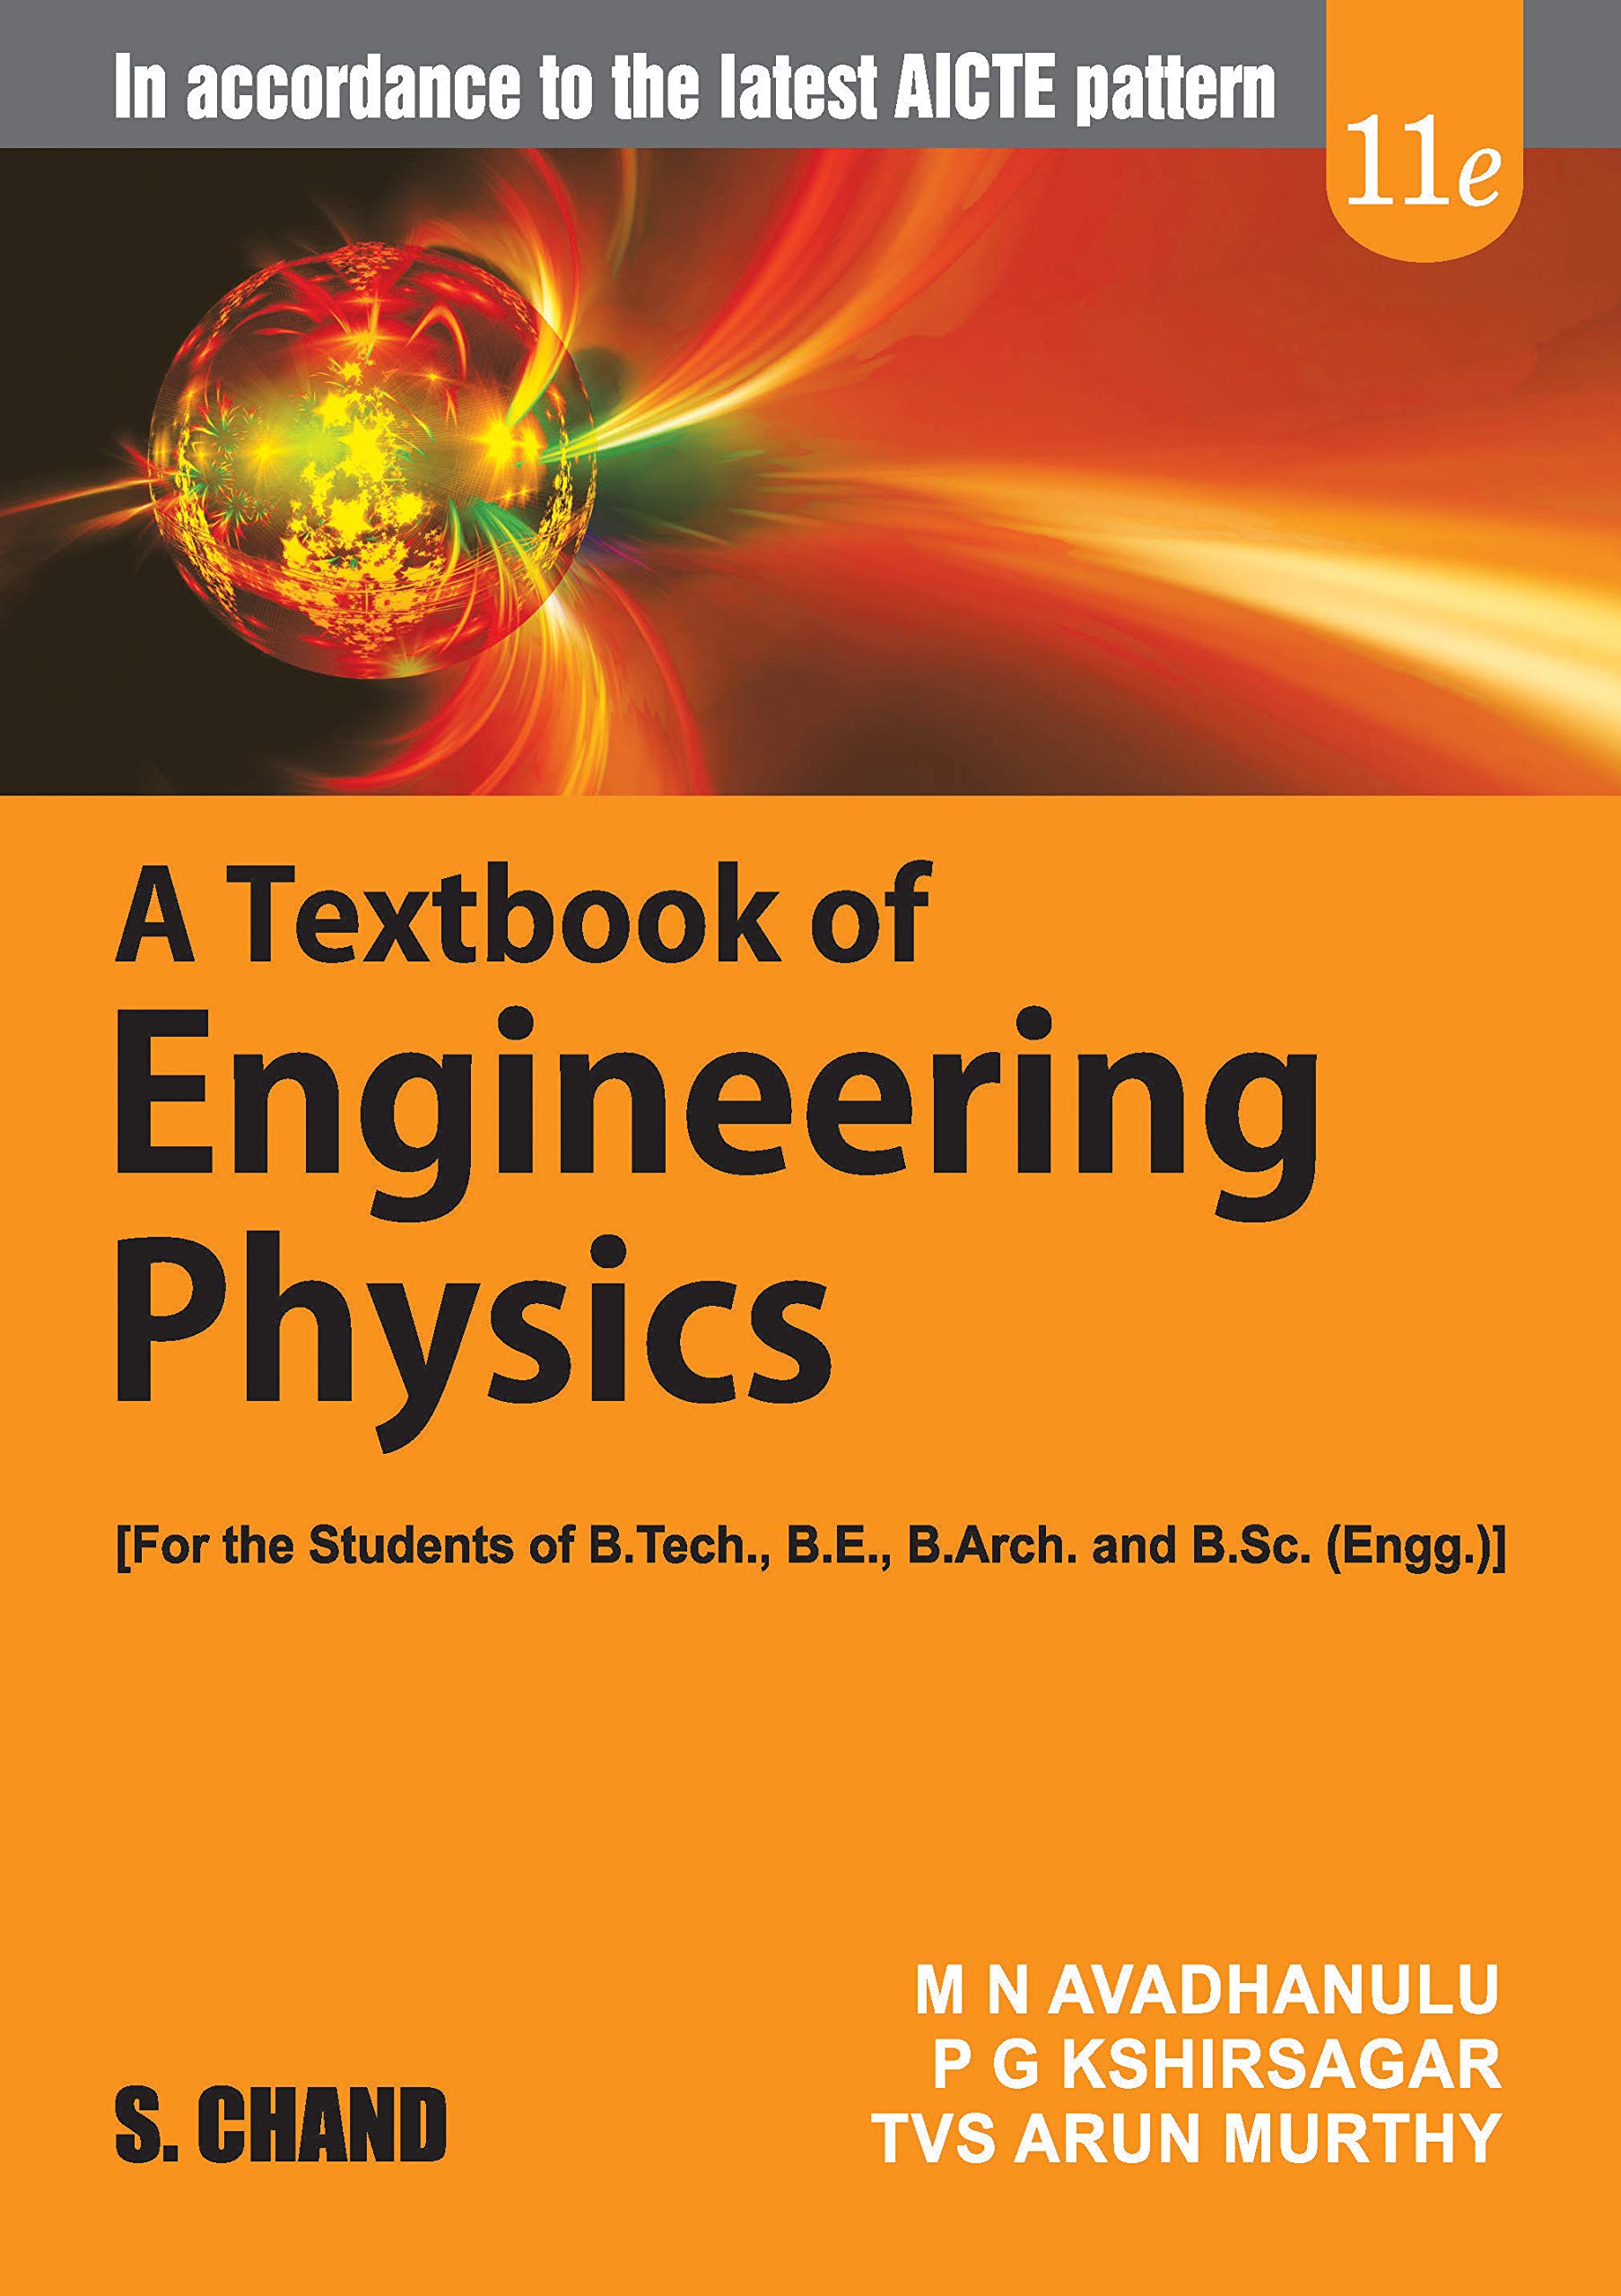 In accordance to the latest AICTE pattern
11e
A Textbook of
Engineering
Physics
[For the Students of B.Tech., B.E., B.Arch. and B.Sc. (Engg.)]
M N AVADHANULU
P G KSHIRSAGAR
TVS ARUN MURTHY
S. CHAND